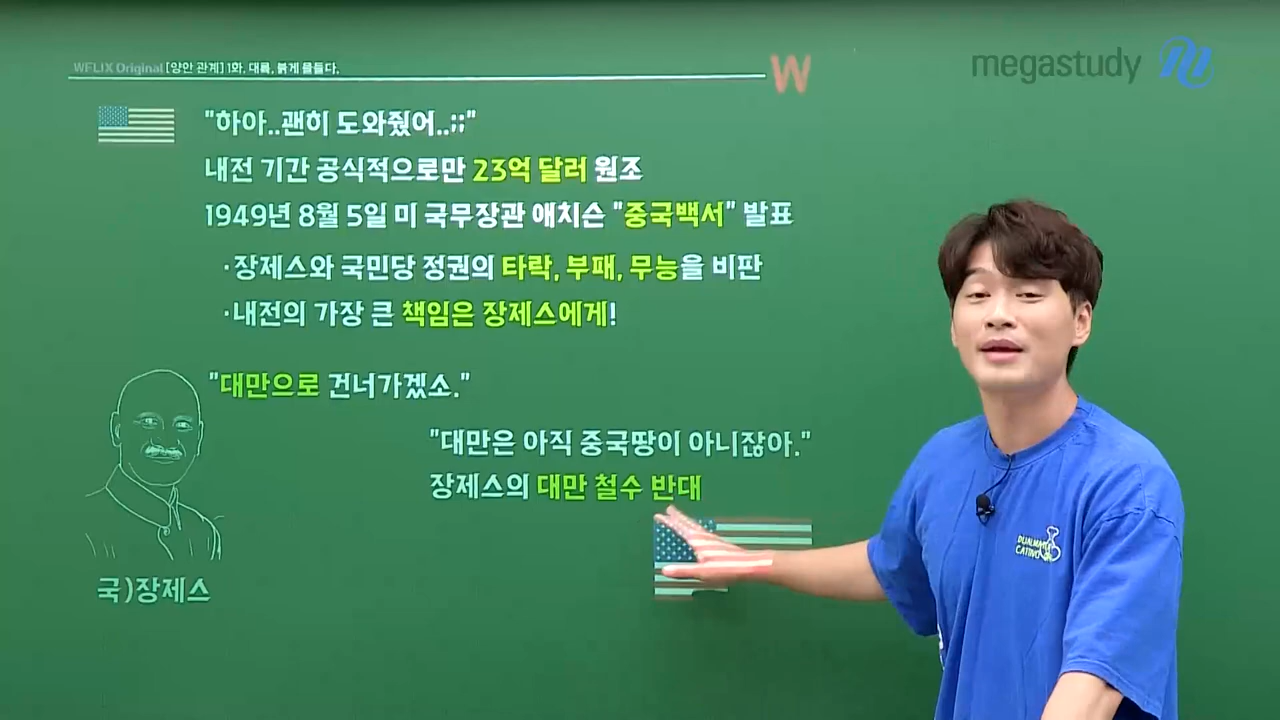 WFLIX Original [양안 관계] 1화. 대륙, 붉게 물들다.
W
megastudy
"하아..괜히 도와줬어..;;"
내전 기간 공식적으로만 23억 달러 원조
1949년 8월 5일 미 국무장관 애치슨 "중국백서" 발표
·장제스와 국민당 정권의 타락, 부패, 무능을 비판
·내전의 가장 큰 책임은 장제스에게!
"대만으로 건너가겠소."
"대만은 아직 중국땅이 아니잖아."
장제스의 대만 철수 반대
국)장제스